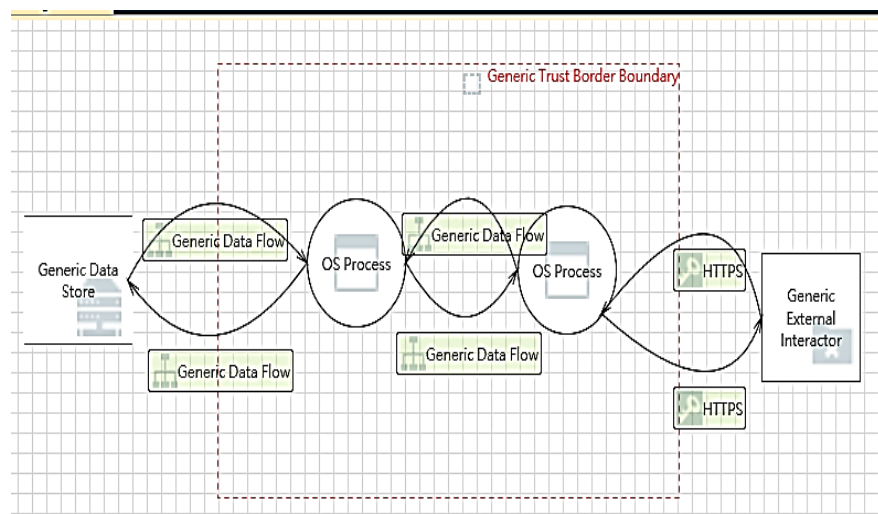 Generic Trust Border Boundary
Generic Data Flow
Generic Data Flow
Generic Data
Store
OS Process
OS Process
HTTPS
Generic
External
Interactor
Generic Data Flow
Generic Data Flow
HTTPS